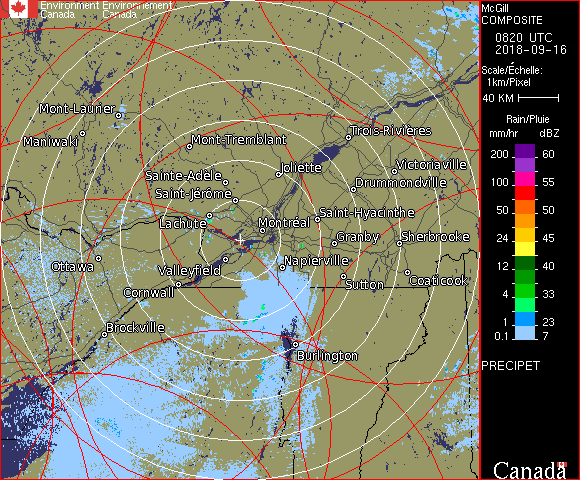 Environment Environnement
Canada Canada
McGill
COMPOSITE
0820 UTC
2018-09-16
Scale/Échelle:
1km/Pixel
40 KM
Rain/Pluie
mm/hr dBZ
200 60
150 57
100 55
50 50
24 45
12 40
4 33
1 23
0.1 7
PRECIPET
Canada
Mont-Laurier
Maniwaki
Mont-Tremblant
Trois-Rivières
Sainte-Adèle
Joliette
Victoriaville
Saint-Jérôme
Drummondville
Lachute
Montréal
Saint-Hyacinthe
Granby
Sherbrooke
Ottawa
Valleyfield
Napierville
Cornwall
Sutton
Coaticook
Brockville
Burlington